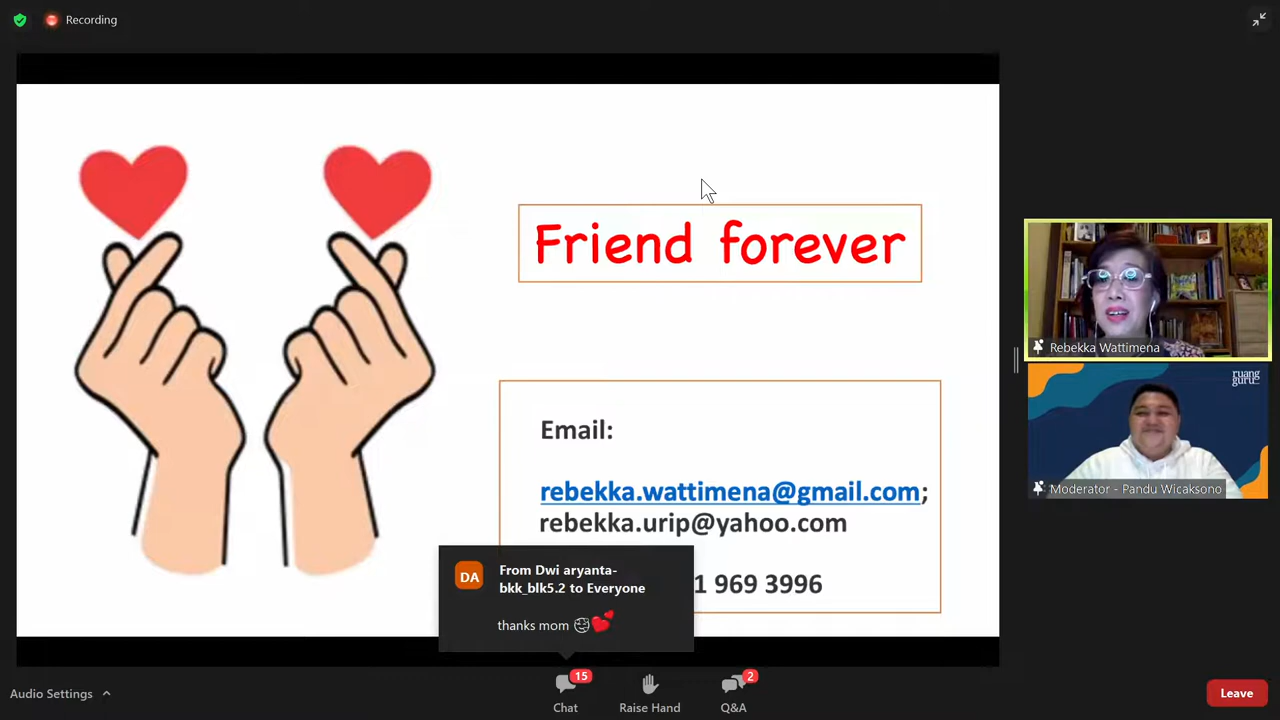 Recording
Friend forever
Email:
rebekka.wattimena@gmail.com;
rebekka.urip@yahoo.com
1 969 3996
From Dwi aryanta-
bkk_blk5.2 to Everyone
DA
thanks mom 🥰💕
Rebekka Wattimena
ruang
guru
Moderator - Pandu Wicaksono
Audio Settings
15
Chat
Raise Hand
2
Q&A
Leave